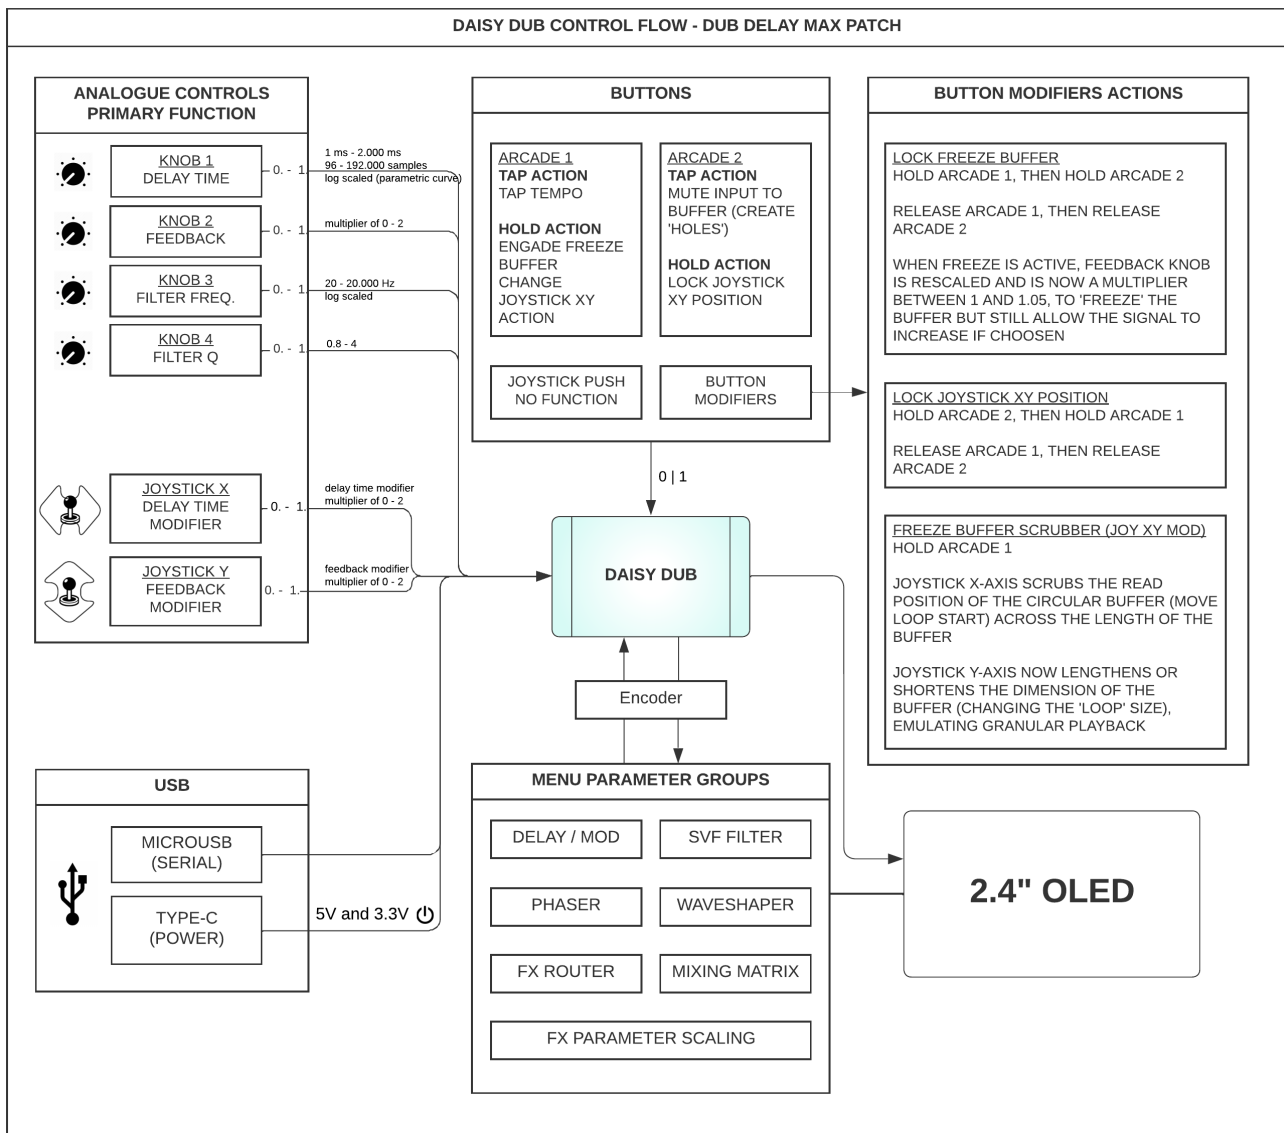 DAISY DUB CONTROL FLOW - DUB DELAY MAX PATCH
ANALOGUE CONTROLS
PRIMARY FUNCTION
KNOB 1
DELAY TIME
0. - 1.
1 ms - 2.000 ms
96 - 192.000 samples
log scaled (parametric curve)
KNOB 2
FEEDBACK
0. - 1.
multiplier of 0 - 2
KNOB 3
FILTER FREQ.
0. - 1.
20 - 20.000 Hz
log scaled
KNOB 4
FILTER Q
0. - 1.
0.8 - 4
JOYSTICK X
DELAY TIME
MODIFIER
0. - 1.
delay time modifier
multiplier of 0 - 2
JOYSTICK Y
FEEDBACK
MODIFIER
0. - 1.
feedback modifier
multiplier of 0 - 2
BUTTONS
ARCADE 1
TAP ACTION
TAP TEMPO
HOLD ACTION
ENGADE FREEZE
BUFFER
CHANGE
JOYSTICK XY
ACTION
ARCADE 2
TAP ACTION
MUTE INPUT TO
BUFFER (CREATE
'HOLES')
HOLD ACTION
LOCK JOYSTICK
XY POSITION
JOYSTICK PUSH
NO FUNCTION
BUTTON
MODIFIERS
0 | 1
BUTTON MODIFIERS ACTIONS
LOCK FREEZE BUFFER
HOLD ARCADE 1, THEN HOLD ARCADE 2
RELEASE ARCADE 1, THEN RELEASE
ARCADE 2
WHEN FREEZE IS ACTIVE, FEEDBACK KNOB
IS RESCALED AND IS NOW A MULTIPLIER
BETWEEN 1 AND 1.05, TO 'FREEZE' THE
BUFFER BUT STILL ALLOW THE SIGNAL TO
INCREASE IF CHOOSEN
LOCK JOYSTICK XY POSITION
HOLD ARCADE 2, THEN HOLD ARCADE 1
RELEASE ARCADE 1, THEN RELEASE
ARCADE 2
FREEZE BUFFER SCRUBBER (JOY XY MOD)
HOLD ARCADE 1
JOYSTICK X-AXIS SCRUBS THE READ
POSITION OF THE CIRCULAR BUFFER (MOVE
LOOP START) ACROSS THE LENGTH OF THE
BUFFER
JOYSTICK Y-AXIS NOW LENGTHENS OR
SHORTENS THE DIMENSION OF THE
BUFFER (CHANGING THE 'LOOP' SIZE),
EMULATING GRANULAR PLAYBACK
DAISY DUB
Encoder
USB
MICROUSB
(SERIAL)
TYPE-C
(POWER)
5V and 3.3V
MENU PARAMETER GROUPS
DELAY / MOD
SVF FILTER
PHASER
WAVESHAPER
FX ROUTER
MIXING MATRIX
FX PARAMETER SCALING
2.4" OLED